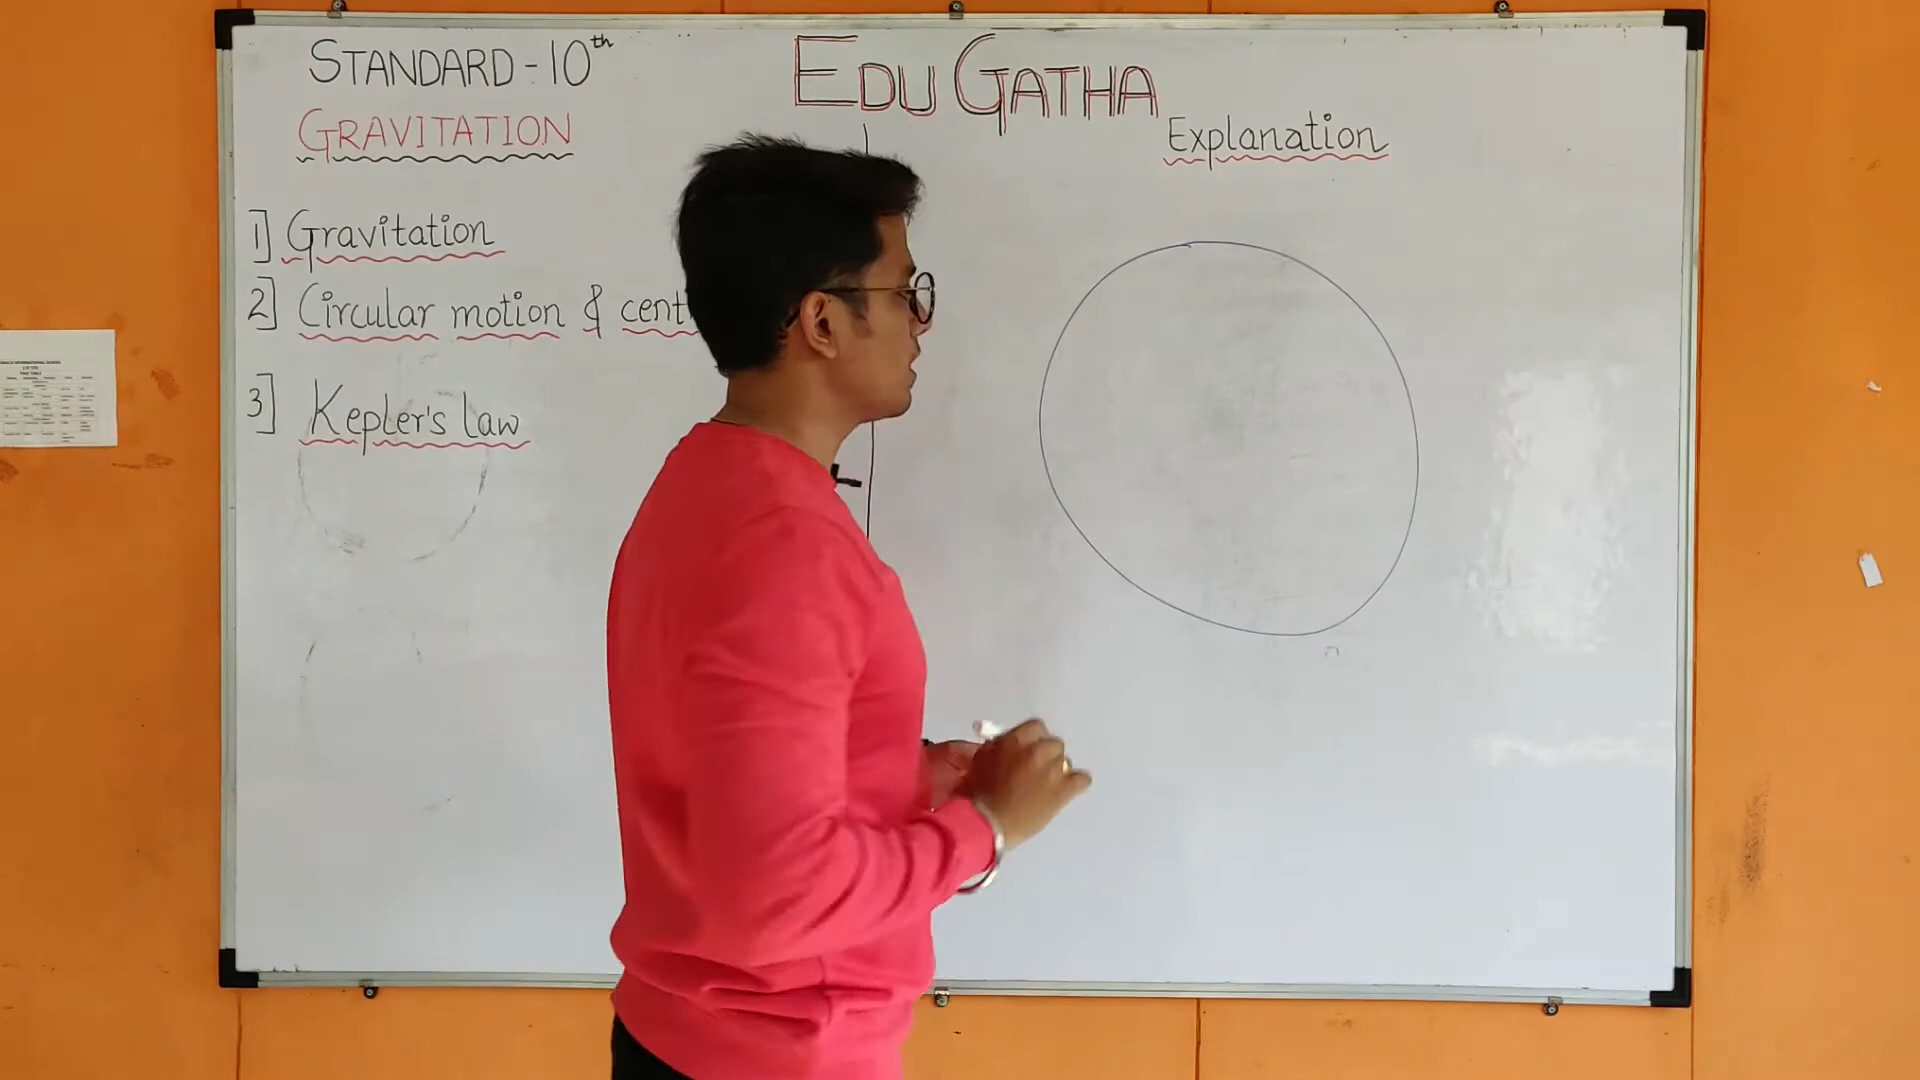 STANDARD - 10th
EDU GATHA
GRAVITATION
Explanation
1] Gravitation
2] Circular motion & cent
3] Kepler's law